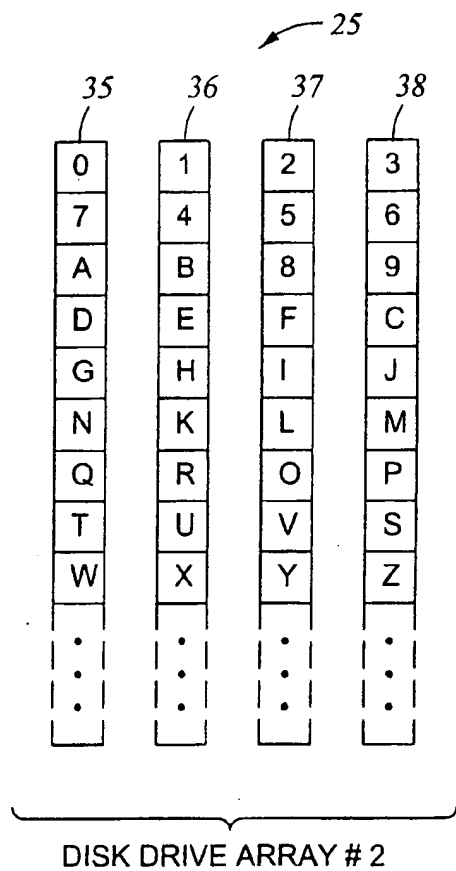 25
35 36 37 38
0 1 2 3
7 4 5 6
A B 8 9
D E F C
G H I J
N K L M
Q R O P
T U V S
W X Y Z
DISK DRIVE ARRAY # 2